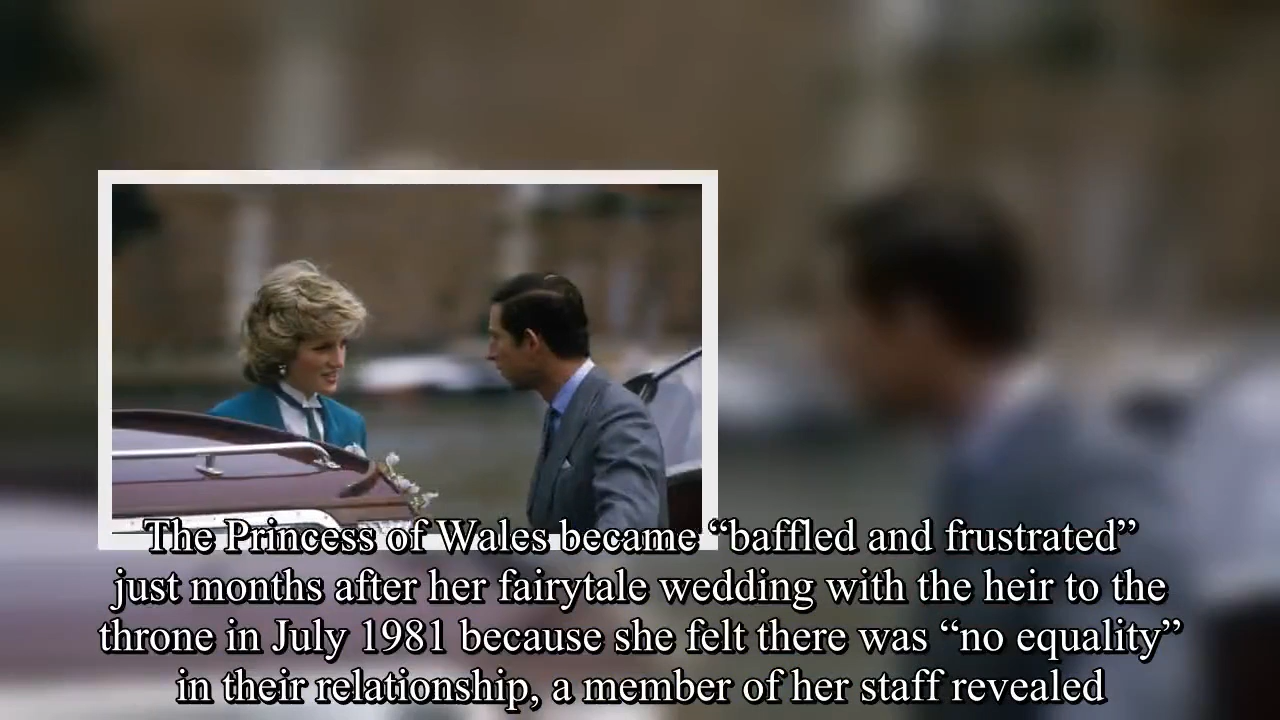 The Princess of Wales became “baffled and frustrated”
just months after her fairytale wedding with the heir to the
throne in July 1981 because she felt there was “no equality”
in their relationship, a member of her staff revealed